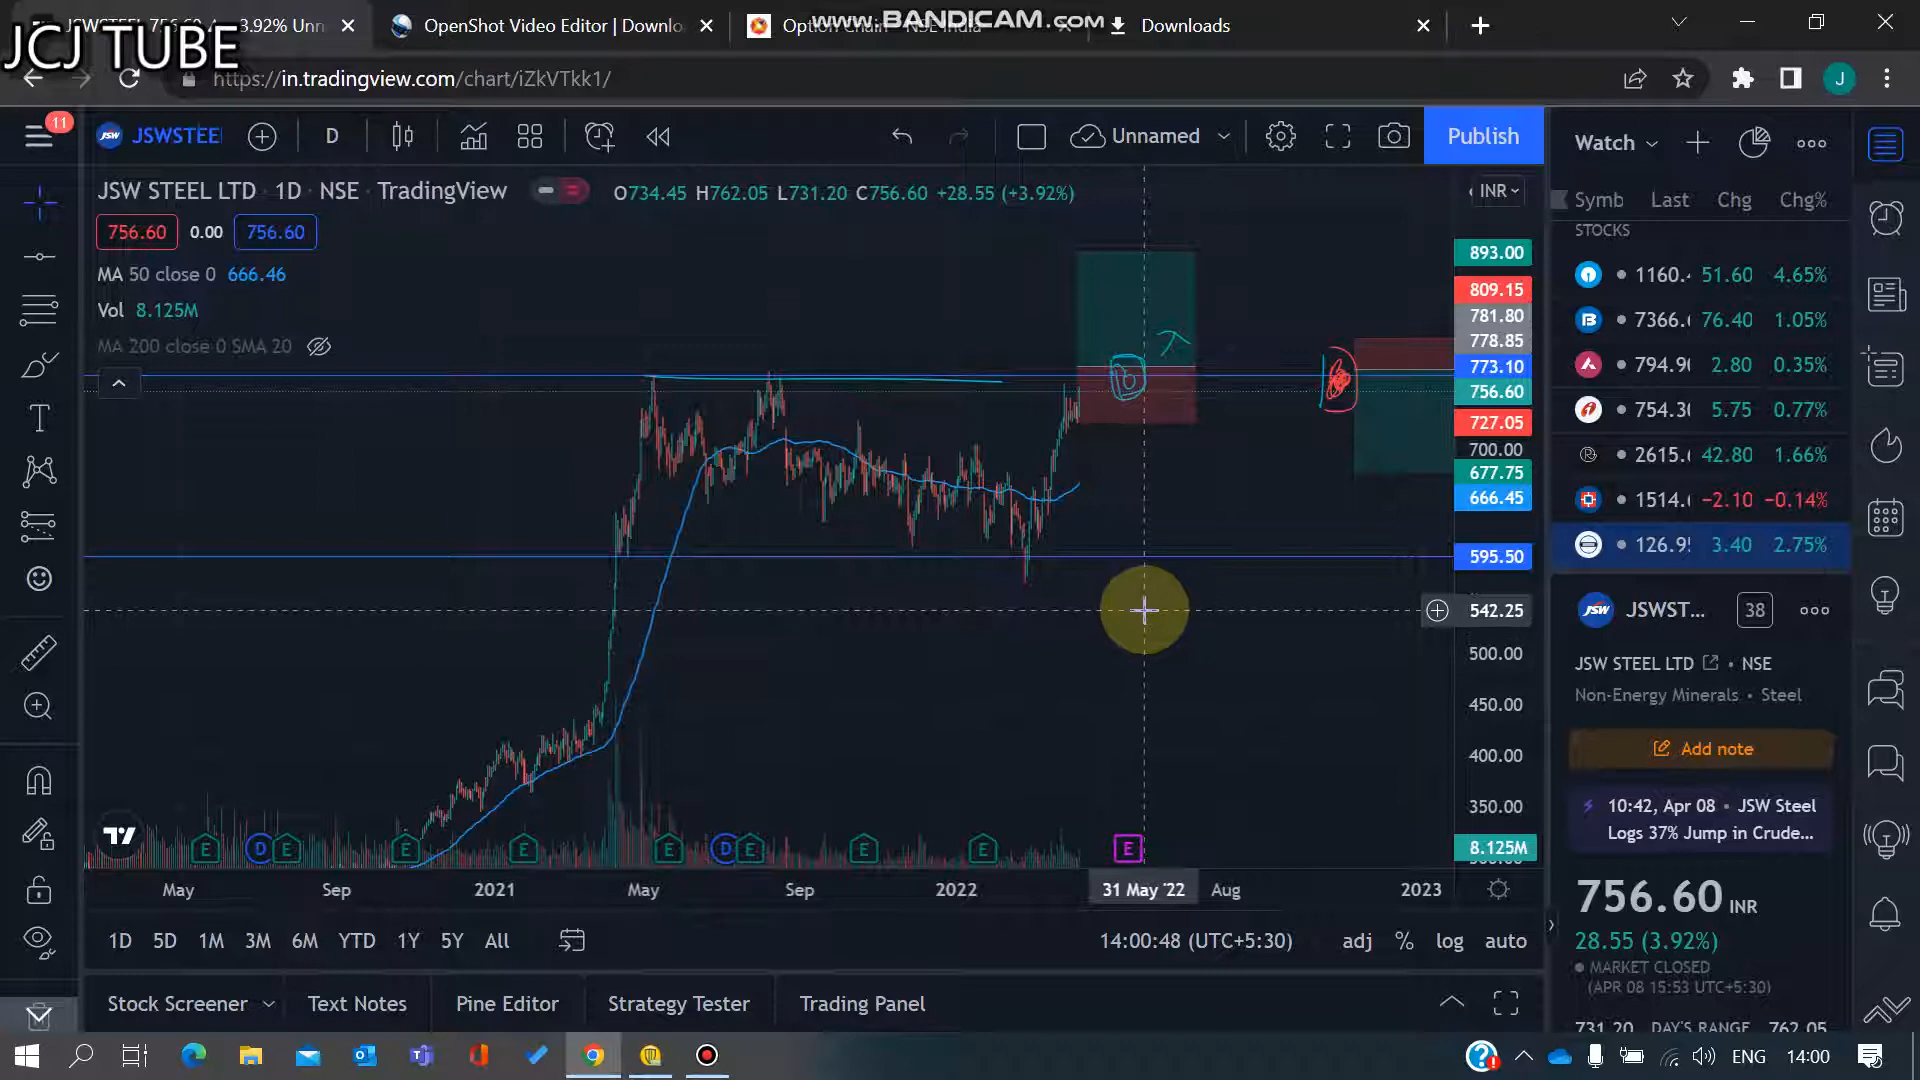 JSWSTEEL 756.60 3.92% Unn
OpenShot Video Editor | Downlo
Option Chain - NSE India
Downloads
www.BANDICAM.com
JCJ TUBE
https://in.tradingview.com/chart/iZkVTkk1/
J
11
JSWSTEE
D
Unnamed
Publish
Watch
JSW STEEL LTD · 1D · NSE · TradingView
O734.45 H762.05 L731.20 C756.60 +28.55 (+3.92%)
INR
Symb Last Chg Chg%
756.60 0.00 756.60
STOCKS
MA 50 close 0 666.46
Vol 8.125M
MA 200 close 0 SMA 20
893.00
809.15
781.80
778.85
773.10
756.60
727.05
700.00
677.75
666.45
595.50
542.25
500.00
450.00
400.00
350.00
8.125M
1160. 51.60 4.65%
7366. 76.40 1.05%
794.90 2.80 0.35%
754.30 5.75 0.77%
2615. 42.80 1.66%
1514. −2.10 −0.14%
126.95 3.40 2.75%
JSWST... 38
JSW STEEL LTD • NSE
Non-Energy Minerals • Steel
Add note
10:42, Apr 08 • JSW Steel
Logs 37% Jump in Crude...
756.60 INR
28.55 (3.92%)
MARKET CLOSED
(APR 08 15:53 UTC+5:30)
731.20 DAY'S RANGE 762.05
E D E E E E D E E E E
May Sep 2021 May Sep 2022 31 May '22 Aug 2023
1D 5D 1M 3M 6M YTD 1Y 5Y All
14:00:48 (UTC+5:30) adj % log auto
Stock Screener Text Notes Pine Editor Strategy Tester Trading Panel
ENG 14:00